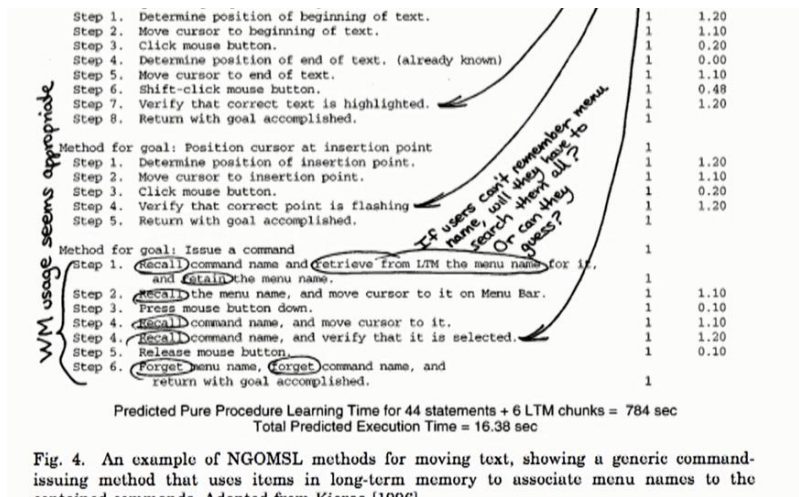 Step 1. Determine position of beginning of text. 1 1.20
Step 2. Move cursor to beginning of text. 1 1.10
Step 3. Click mouse button. 1 0.20
Step 4. Determine position of end of text. (already known) 1 0.00
Step 5. Move cursor to end of text. 1 1.10
Step 6. Shift-click mouse button. 1 0.48
Step 7. Verify that correct text is highlighted. 1 1.20
Step 8. Return with goal accomplished. 1
Method for goal: Position cursor at insertion point 1
Step 1. Determine position of insertion point. 1 1.20
Step 2. Move cursor to insertion point. 1 1.10
Step 3. Click mouse button. 1 0.20
Step 4. Verify that correct point is flashing 1 1.20
Step 5. Return with goal accomplished. 1
Method for goal: Issue a command 1
Step 1. Recall command name and retrieve from LTM the menu name for it,
and retain the menu name. 1
Step 2. Recall the menu name, and move cursor to it on Menu Bar. 1 1.10
Step 3. Press mouse button down. 1 0.10
Step 4. Recall command name, and move cursor to it. 1 1.10
Step 4. Recall command name, and verify that it is selected. 1 1.20
Step 5. Release mouse button. 1 0.10
Step 6. Forget menu name, forget command name, and
return with goal accomplished. 1
WM usage seems appropriate
If users can't remember menu
name, will they have to
search them all?
Or can they
guess?
Predicted Pure Procedure Learning Time for 44 statements + 6 LTM chunks = 784 sec
Total Predicted Execution Time = 16.38 sec
Fig. 4. An example of NGOMSL methods for moving text, showing a generic command-
issuing method that uses items in long-term memory to associate menu names to the
contained commands. Adapted from Kieras [1996]